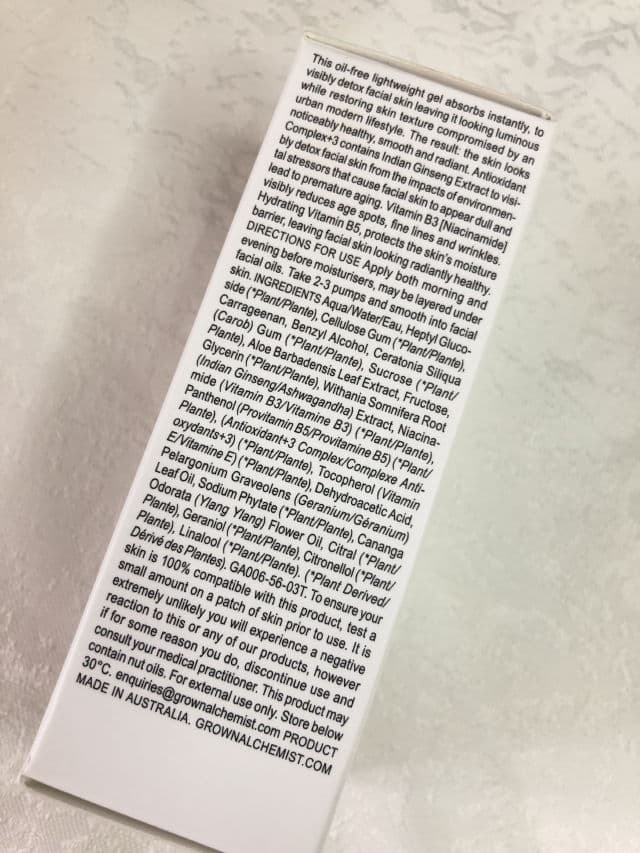 This oil-free lightweight gel absorbs instantly, to
visibly detox facial skin leaving it looking luminous
while restoring skin texture compromised by an
urban modern lifestyle. The result: the skin looks
noticeably healthy, smooth and radiant. Antioxidant
Complex+3 contains Indian Ginseng Extract to visi-
bly detox facial skin from the impacts of environmen-
tal stressors that cause facial skin to appear dull and
lead to premature aging. Vitamin B3 [Niacinamide]
visibly reduces age spots, fine lines and wrinkles.
Hydrating Vitamin B5, protects the skin's moisture
barrier, leaving facial skin looking radiantly healthy.
DIRECTIONS FOR USE Apply both morning and
evening before moisturisers, may be layered under
facial oils. Take 2-3 pumps and smooth into facial
skin. INGREDIENTS Aqua/Water/Eau, Heptyl Gluco-
side (*Plant/Plante), Cellulose Gum (*Plant/Plante),
Carrageenan, Benzyl Alcohol, Ceratonia Siliqua
(Carob) Gum (*Plant/Plante), Sucrose (*Plant/
Plante), Aloe Barbadensis Leaf Extract, Fructose,
Glycerin (*Plant/Plante), Withania Somnifera Root
(Indian Ginseng/Ashwagandha) Extract, Niacina-
mide (Vitamin B3/Vitamine B3) (*Plant/Plante),
Panthenol (Provitamin B5/Provitamine B5) (*Plant/
Plante), (Antioxidant+3 Complex/Complexe Anti-
oxydants+3) (*Plant/Plante), Tocopherol (Vitamin
E/Vitamine E) (*Plant/Plante), Dehydroacetic Acid,
Pelargonium Graveolens (Geranium/Géranium)
Leaf Oil, Sodium Phytate (*Plant/Plante), Cananga
Odorata (Ylang Ylang) Flower Oil, Citral (*Plant/
Plante), Geraniol (*Plant/Plante), Citronellol (*Plant/
Plante), Linalool (*Plant/Plante). (*Plant Derived/
Dérivé des Plantes). GA006-56-03T. To ensure your
skin is 100% compatible with this product, test a
small amount on a patch of skin prior to use. It is
extremely unlikely you will experience a negative
reaction to this or any of our products, however
if for some reason you do, discontinue use and
consult your medical practitioner. This product may
contain nut oils. For external use only. Store below
30°C. enquiries@grownalchemist.com PRODUCT
MADE IN AUSTRALIA. GROWNALCHEMIST.COM